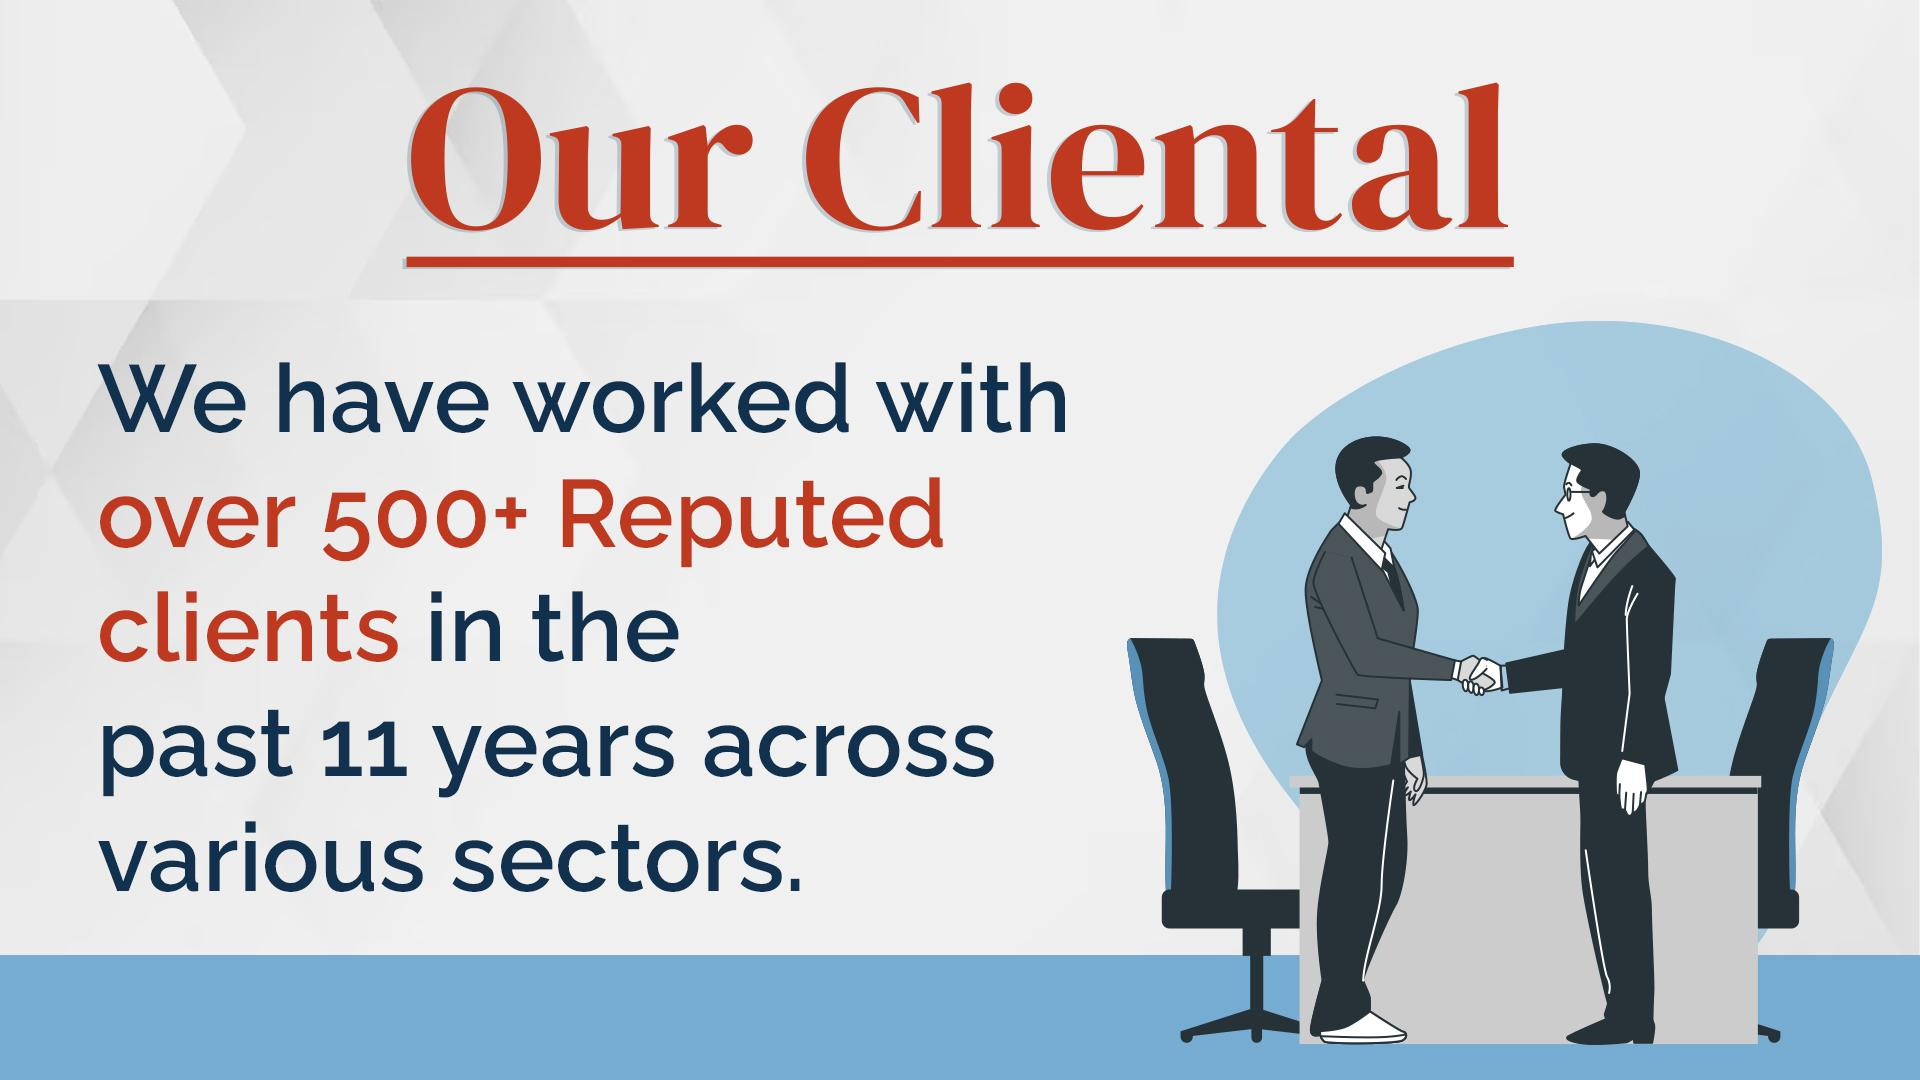 Our Cliental
We have worked with
over 500+ Reputed
clients in the
past 11 years across
various sectors.